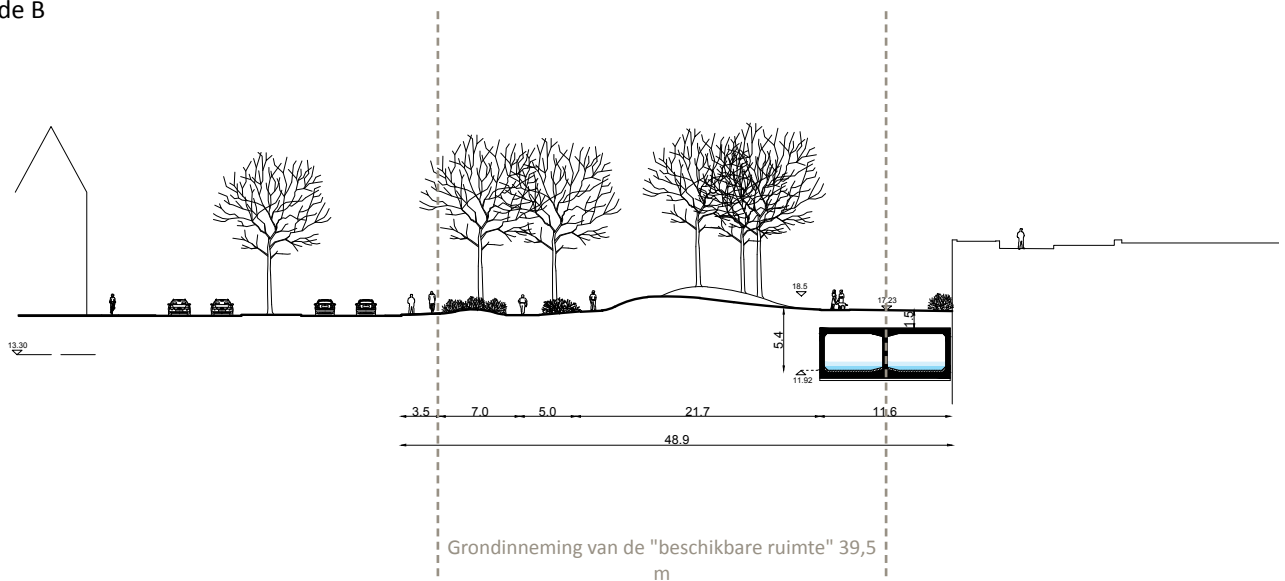 de B
18.5
17.23
1.5
5.4
13.30
11.92
3.5 7.0 5.0 21.7 11.6
48.9
Grondinneming van de "beschikbare ruimte" 39,5
m